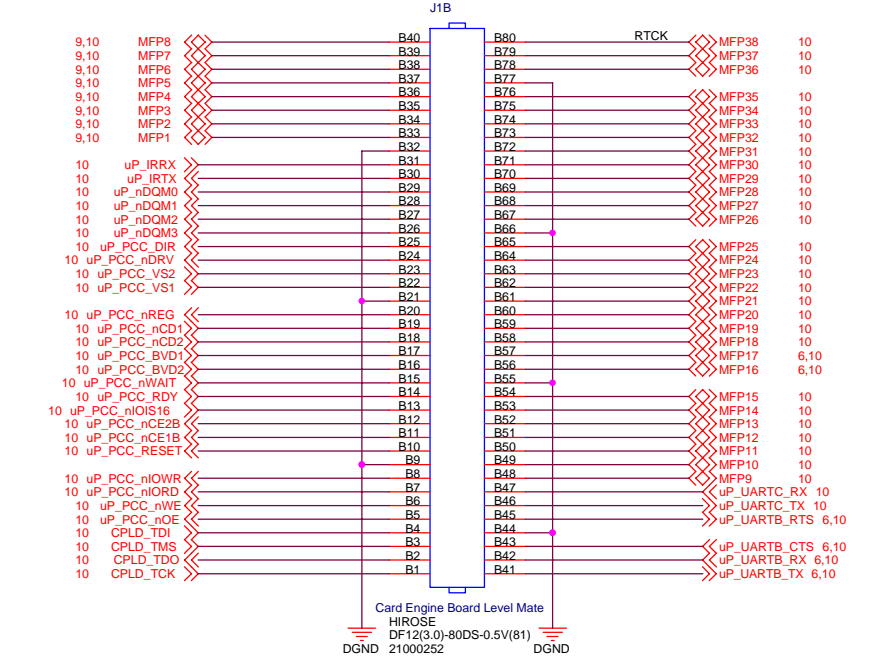 J1B
9,10 MFP8 B40 B80 RTCK MFP38 10
9,10 MFP7 B39 B79 MFP37 10
9,10 MFP6 B38 B78 MFP36 10
9,10 MFP5 B37 B77
9,10 MFP4 B36 B76 MFP35 10
9,10 MFP3 B35 B75 MFP34 10
9,10 MFP2 B34 B74 MFP33 10
9,10 MFP1 B33 B73 MFP32 10
B32 B72 MFP31 10
10 uP_IRRX B31 B71 MFP30 10
10 uP_IRTX B30 B70 MFP29 10
10 uP_nDQM0 B29 B69 MFP28 10
10 uP_nDQM1 B28 B68 MFP27 10
10 uP_nDQM2 B27 B67 MFP26 10
10 uP_nDQM3 B26 B66
10 uP_PCC_DIR B25 B65 MFP25 10
10 uP_PCC_nDRV B24 B64 MFP24 10
10 uP_PCC_VS2 B23 B63 MFP23 10
10 uP_PCC_VS1 B22 B62 MFP22 10
B21 B61 MFP21 10
10 uP_PCC_nREG B20 B60 MFP20 10
10 uP_PCC_nCD1 B19 B59 MFP19 10
10 uP_PCC_nCD2 B18 B58 MFP18 10
10 uP_PCC_BVD1 B17 B57 MFP17 6,10
10 uP_PCC_BVD2 B16 B56 MFP16 6,10
10 uP_PCC_nWAIT B15 B55
10 uP_PCC_RDY B14 B54 MFP15 10
10 uP_PCC_nIOIS16 B13 B53 MFP14 10
10 uP_PCC_nCE2B B12 B52 MFP13 10
10 uP_PCC_nCE1B B11 B51 MFP12 10
10 uP_PCC_RESET B10 B50 MFP11 10
B9 B49 MFP10 10
10 uP_PCC_nIOWR B8 B48 MFP9 10
10 uP_PCC_nIORD B7 B47 uP_UARTC_RX 10
10 uP_PCC_nWE B6 B46 uP_UARTC_TX 10
10 uP_PCC_nOE B5 B45 uP_UARTB_RTS 6,10
10 CPLD_TDI B4 B44
10 CPLD_TMS B3 B43 uP_UARTB_CTS 6,10
10 CPLD_TDO B2 B42 uP_UARTB_RX 6,10
10 CPLD_TCK B1 B41 uP_UARTB_TX 6,10
Card Engine Board Level Mate
HIROSE
DF12(3.0)-80DS-0.5V(81)
DGND 21000252 DGND